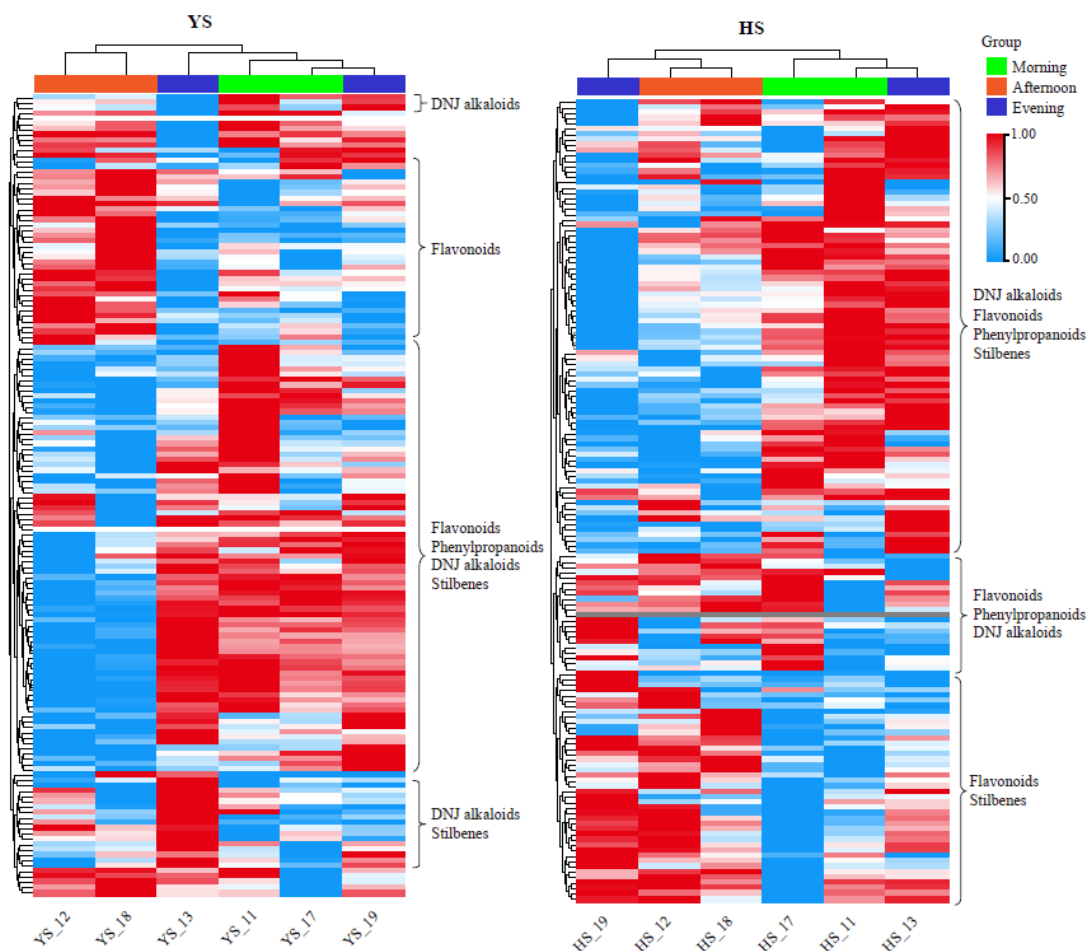 YS
DNJ alkaloids
Flavonoids
Flavonoids
Phenylpropanoids
DNJ alkaloids
Stilbenes
DNJ alkaloids
Stilbenes
YS_12
YS_18
YS_13
YS_11
YS_17
YS_19
HS
DNJ alkaloids
Flavonoids
Phenylpropanoids
Stilbenes
Flavonoids
Phenylpropanoids
DNJ alkaloids
Flavonoids
Stilbenes
HS_19
HS_12
HS_18
HS_17
HS_11
HS_13
Group
Morning
Afternoon
Evening
1.00
0.50
0.00